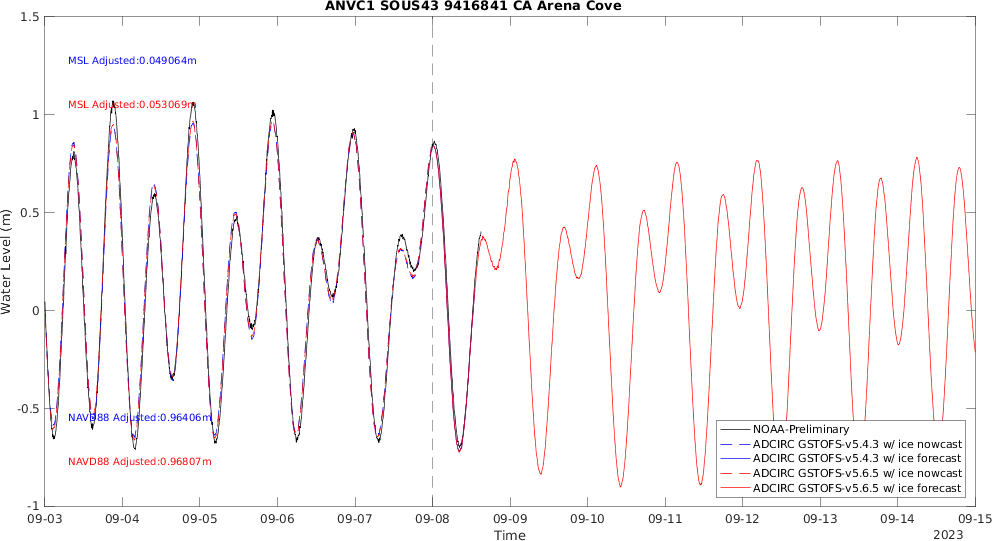 ANVC1 SOUS43 9416841 CA Arena Cove
1.5
MSL Adjusted:0.049064m
MSL Adjusted:0.053069m
1
0.5
Water Level (m)
0
-0.5
NAVD88 Adjusted:0.96406m
NAVD88 Adjusted:0.96807m
-1
NOAA-Preliminary
ADCIRC GSTOFS-v5.4.3 w/ ice nowcast
ADCIRC GSTOFS-v5.4.3 w/ ice forecast
ADCIRC GSTOFS-v5.6.5 w/ ice nowcast
ADCIRC GSTOFS-v5.6.5 w/ ice forecast
09-03 09-04 09-05 09-06 09-07 09-08 09-09 09-10 09-11 09-12 09-13 09-14 09-15
Time
2023